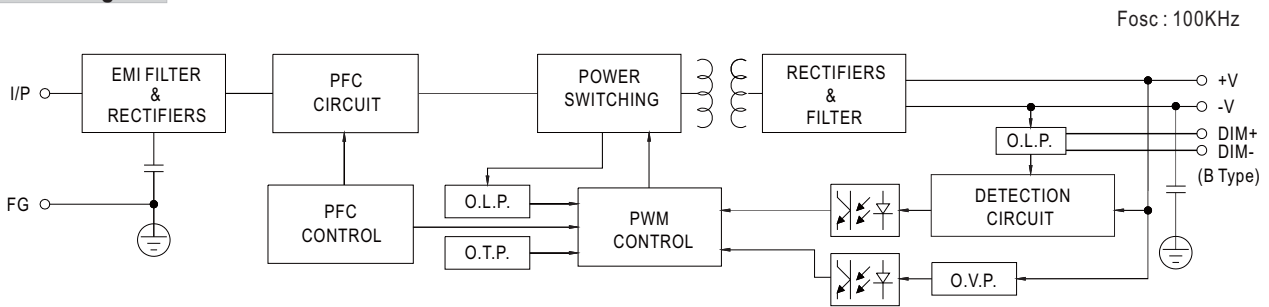 Fosc : 100KHz
I/P
EMI FILTER
&
RECTIFIERS
PFC
CIRCUIT
POWER
SWITCHING
RECTIFIERS
&
FILTER
+V
-V
O.L.P.
DIM+
DIM-
(B Type)
FG
PFC
CONTROL
O.L.P.
O.T.P.
PWM
CONTROL
DETECTION
CIRCUIT
O.V.P.